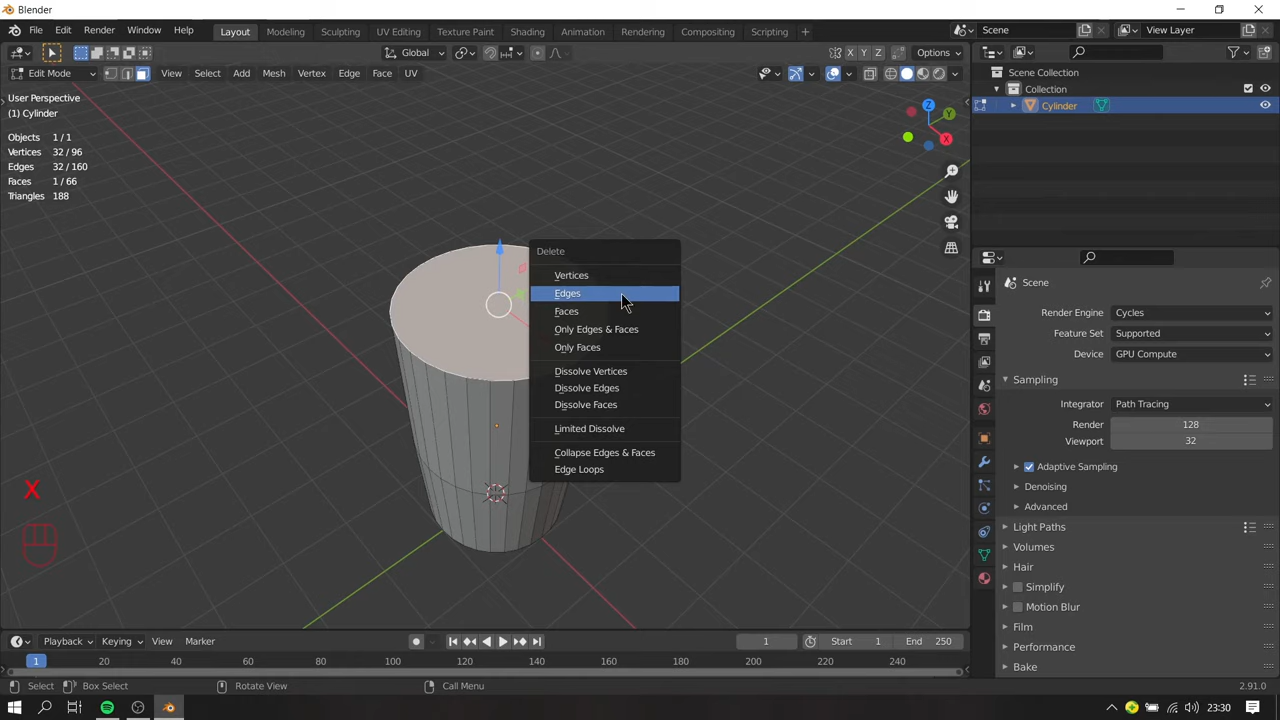 Blender
File Edit Render Window Help
Layout Modeling Sculpting UV Editing Texture Paint Shading Animation Rendering Compositing Scripting +
Scene
View Layer
Global
X Y Z
Options
Edit Mode
View Select Add Mesh Vertex Edge Face UV
User Perspective
(1) Cylinder
Objects 1 / 1
Vertices 32 / 96
Edges 32 / 160
Faces 1 / 66
Triangles 188
Z
Y
X
Delete
Vertices
Edges
Faces
Only Edges & Faces
Only Faces
Dissolve Vertices
Dissolve Edges
Dissolve Faces
Limited Dissolve
Collapse Edges & Faces
Edge Loops
X
Scene Collection
Collection
Cylinder
Scene
Render Engine Cycles
Feature Set Supported
Device GPU Compute
Sampling
Integrator Path Tracing
Render 128
Viewport 32
Adaptive Sampling
Denoising
Advanced
Light Paths
Volumes
Hair
Simplify
Motion Blur
Film
Performance
Bake
Playback Keying View Marker
1
Start 1
End 250
1 20 40 60 80 100 120 140 160 180 200 220 240
Select Box Select Rotate View Call Menu
2.91.0
23:30